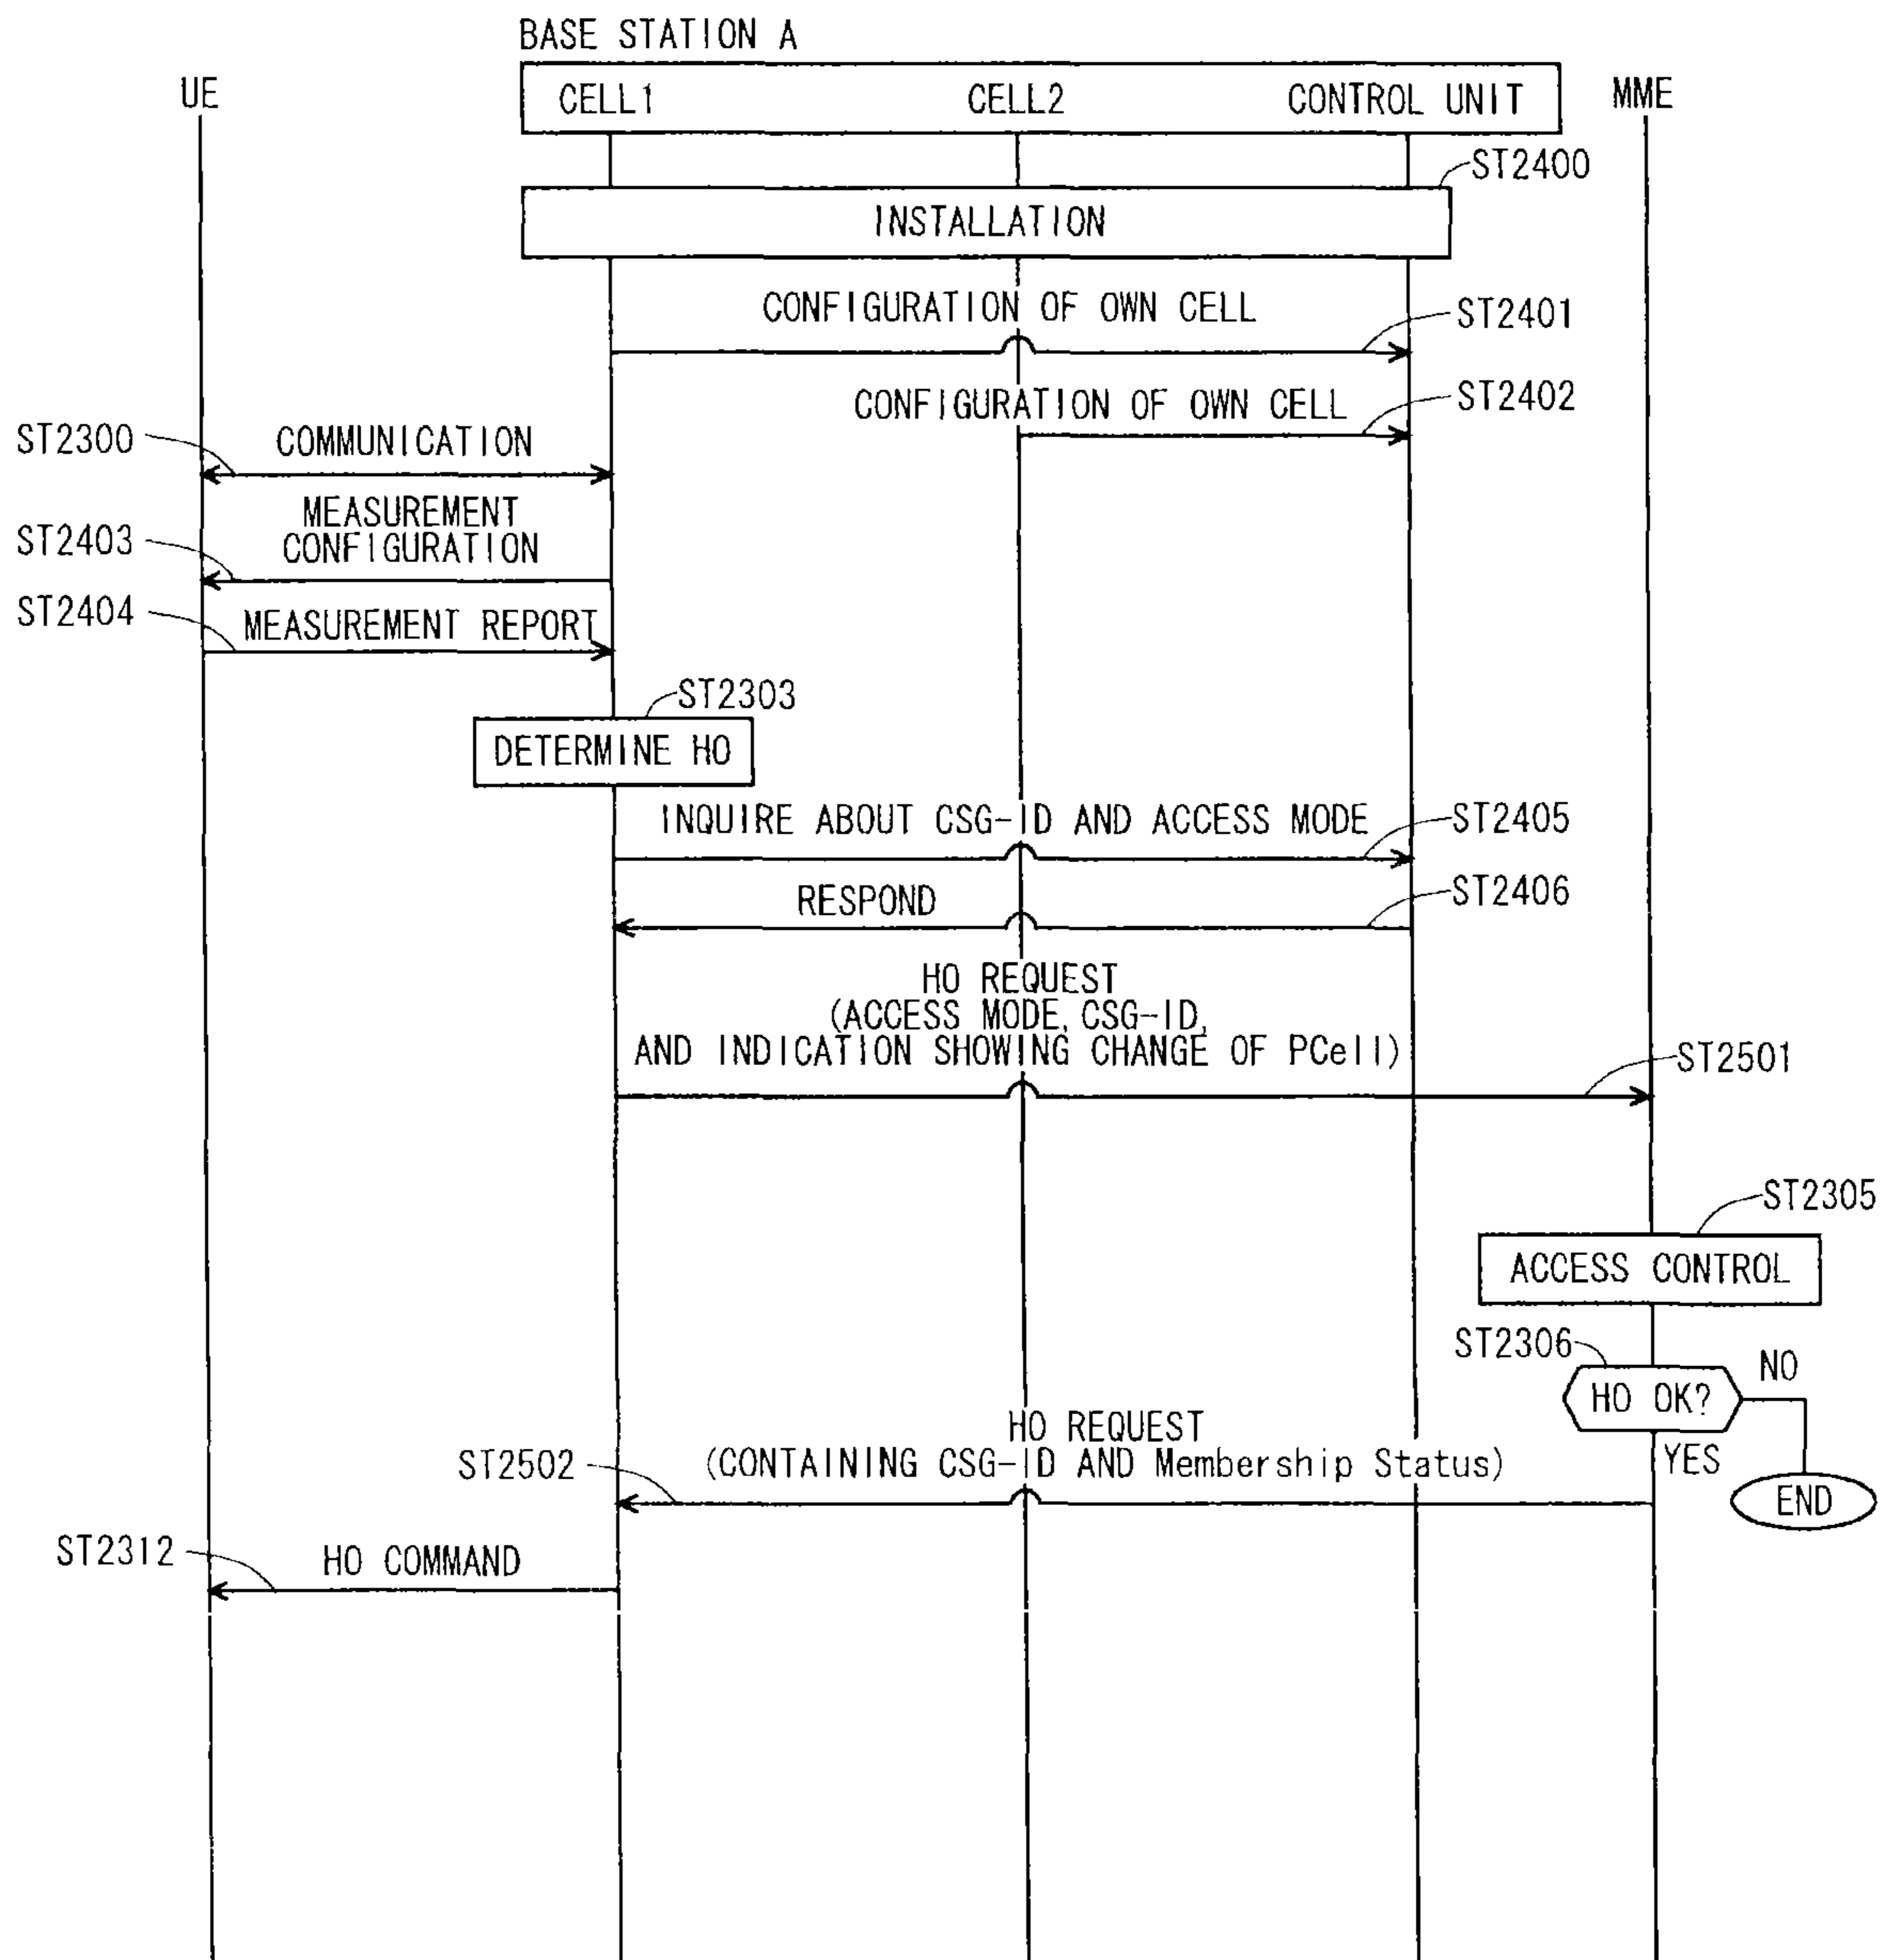 BASE STATION A
UE
CELL1
CELL2
CONTROL UNIT
MME
ST2400
INSTALLATION
CONFIGURATION OF OWN CELL
ST2401
CONFIGURATION OF OWN CELL
ST2402
ST2300
COMMUNICATION
MEASUREMENT
CONFIGURATION
ST2403
ST2404
MEASUREMENT REPORT
ST2303
DETERMINE HO
INQUIRE ABOUT CSG-ID AND ACCESS MODE
ST2405
RESPOND
ST2406
HO REQUEST
(ACCESS MODE, CSG-ID,
AND INDICATION SHOWING CHANGE OF PCell)
ST2501
ST2305
ACCESS CONTROL
ST2306
HO OK?
NO
YES
END
HO REQUEST
(CONTAINING CSG-ID AND Membership Status)
ST2502
ST2312
HO COMMAND